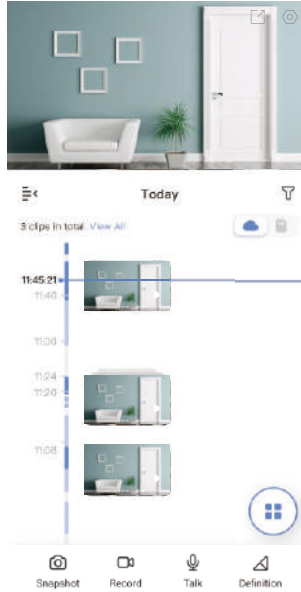 Today
3 clips in total. View All
11:45:21
11:40
11:30
11:24
11:20
11:08
Snapshot Record Talk Definition